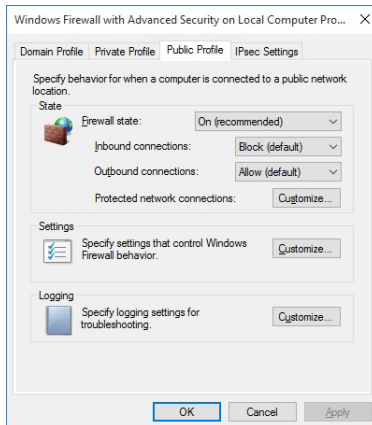 Windows Firewall with Advanced Security on Local Computer Pro...
Domain Profile Private Profile Public Profile IPsec Settings
Specify behavior for when a computer is connected to a public network
location.
State
Firewall state: On (recommended)
Inbound connections: Block (default)
Outbound connections: Allow (default)
Protected network connections: Customize...
Settings
Specify settings that control Windows
Firewall behavior.
Customize...
Logging
Specify logging settings for
troubleshooting.
Customize...
OK Cancel Apply